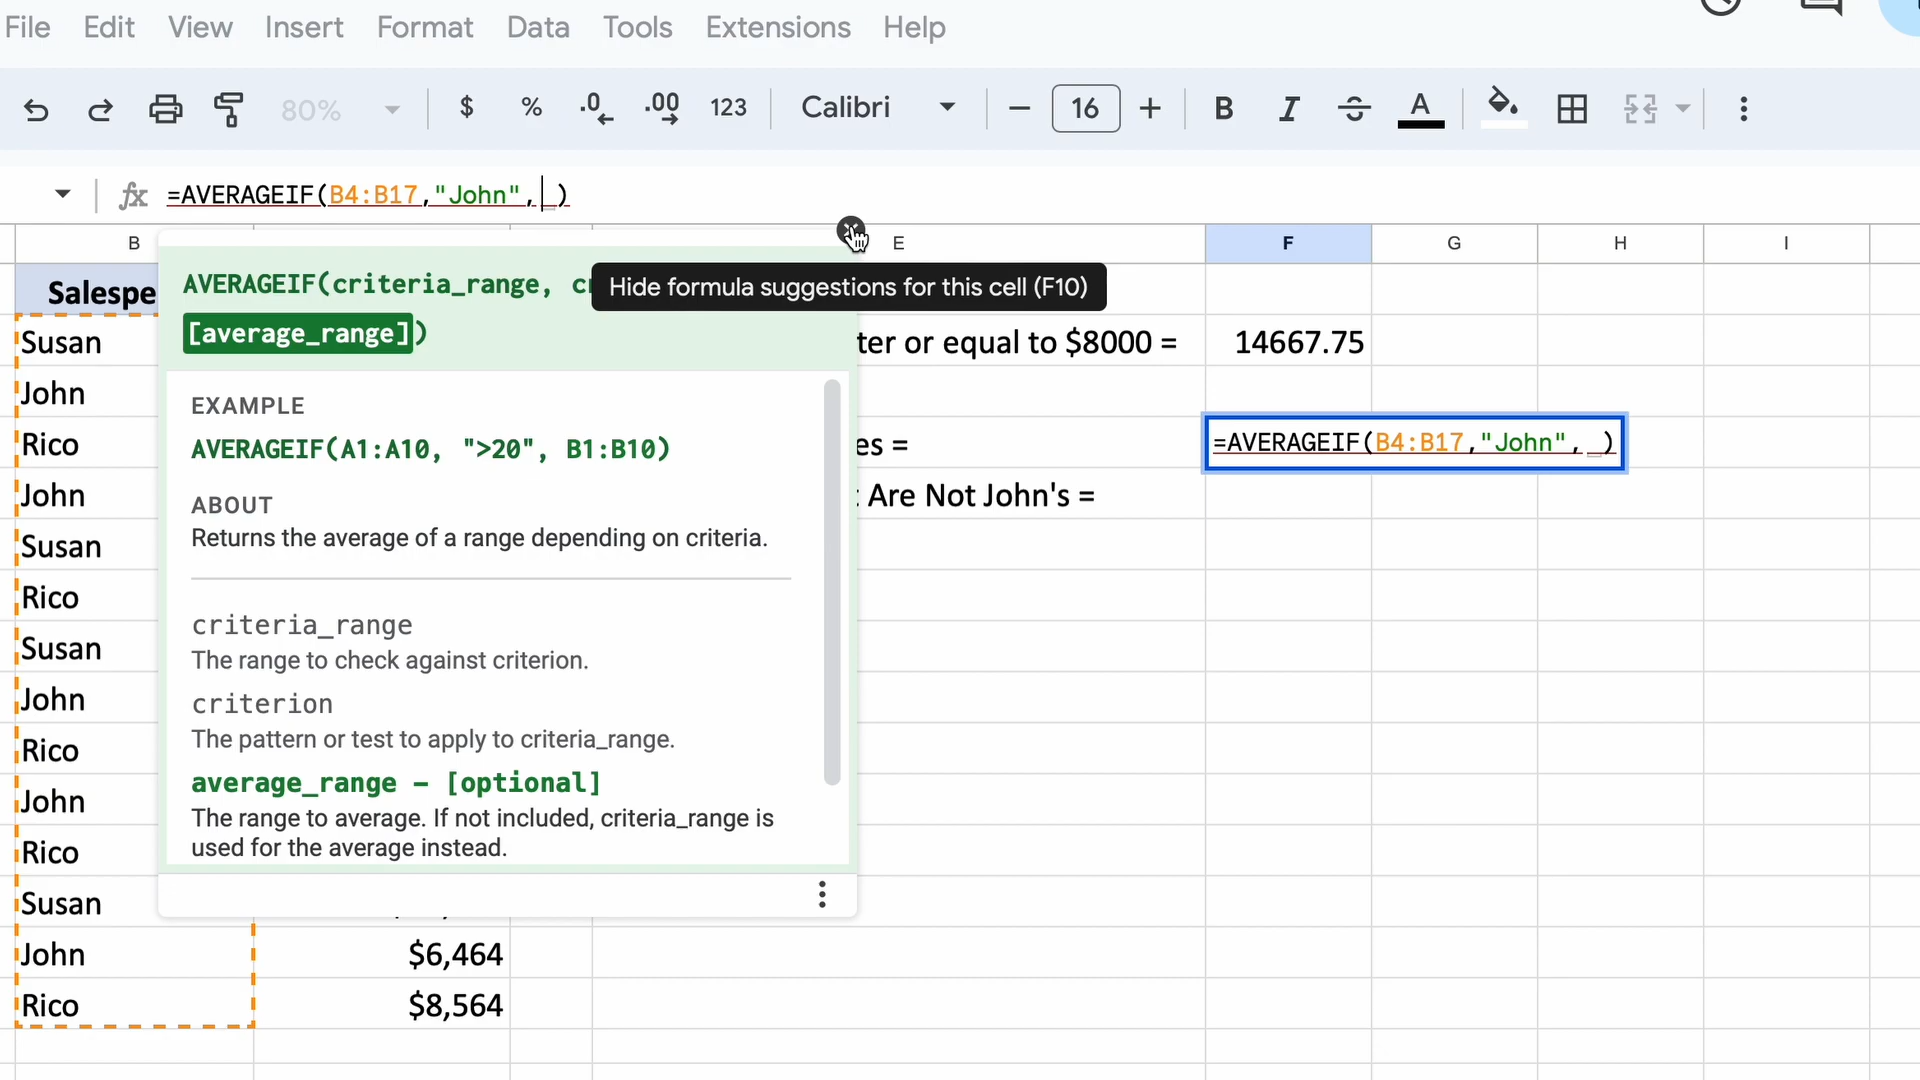 File Edit View Insert Format Data Tools Extensions Help
80% $ % .0 .00 123 Calibri 16 B I A
fx =AVERAGEIF(B4:B17,"John", )
B E F G H I
Salespe
AVERAGEIF(criteria_range, cr
Hide formula suggestions for this cell (F10)
[average_range])
Susan ter or equal to $8000 = 14667.75
John
EXAMPLE
AVERAGEIF(A1:A10, ">20", B1:B10)
Rico es = =AVERAGEIF(B4:B17,"John", )
John Are Not John's =
ABOUT
Returns the average of a range depending on criteria.
Susan
Rico
criteria_range
The range to check against criterion.
Susan
criterion
The pattern or test to apply to criteria_range.
John
Rico
average_range – [optional]
The range to average. If not included, criteria_range is
used for the average instead.
John
Rico
Susan
John $6,464
Rico $8,564